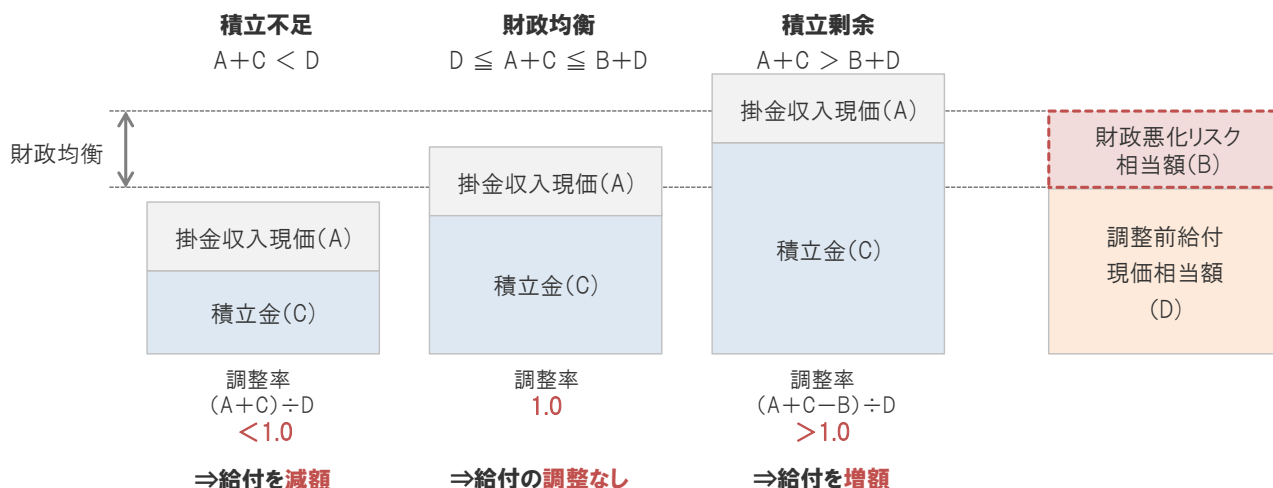 積立不足
A+C < D
財政均衡
D ≦ A+C ≦ B+D
積立剰余
A+C > B+D
財政均衡
掛金収入現価(A)
積立金(C)
掛金収入現価(A)
積立金(C)
掛金収入現価(A)
積立金(C)
財政悪化リスク
相当額(B)
調整前給付
現価相当額
(D)
調整率
(A+C)÷D
<1.0
⇒給付を減額
調整率
1.0
⇒給付の調整なし
調整率
(A+C-B)÷D
>1.0
⇒給付を増額